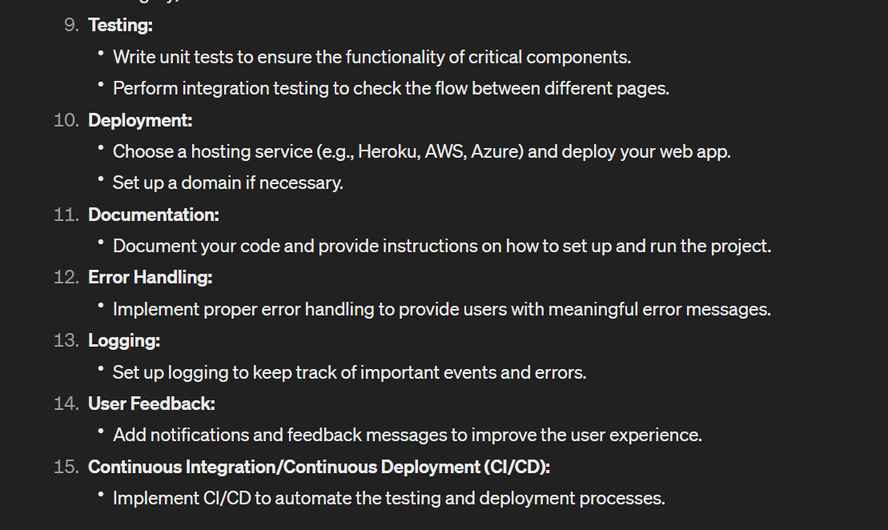 9. Testing:
• Write unit tests to ensure the functionality of critical components.
• Perform integration testing to check the flow between different pages.
10. Deployment:
• Choose a hosting service (e.g., Heroku, AWS, Azure) and deploy your web app.
• Set up a domain if necessary.
11. Documentation:
• Document your code and provide instructions on how to set up and run the project.
12. Error Handling:
• Implement proper error handling to provide users with meaningful error messages.
13. Logging:
• Set up logging to keep track of important events and errors.
14. User Feedback:
• Add notifications and feedback messages to improve the user experience.
15. Continuous Integration/Continuous Deployment (CI/CD):
• Implement CI/CD to automate the testing and deployment processes.